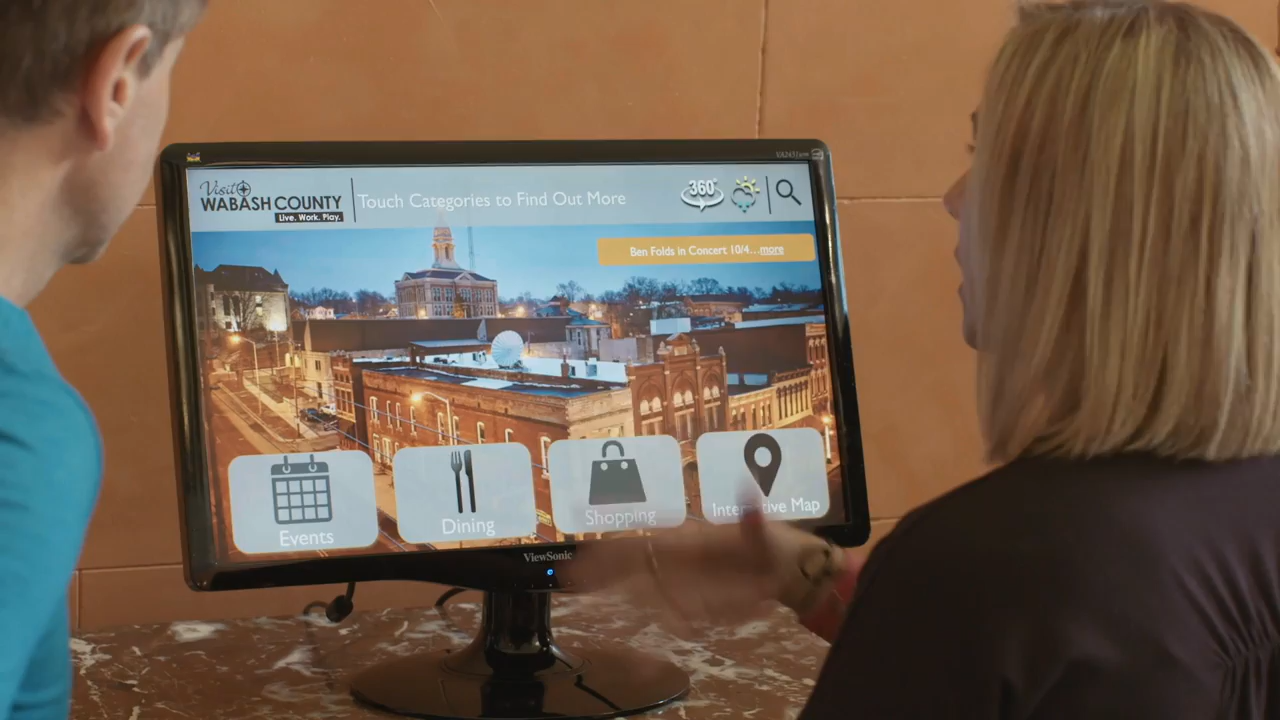 Visit
WABASH COUNTY
Live. Work. Play.
Touch Categories to Find Out More
360°
Ben Folds in Concert 10/4...more
Events
Dining
Shopping
Interactive Map
ViewSonic